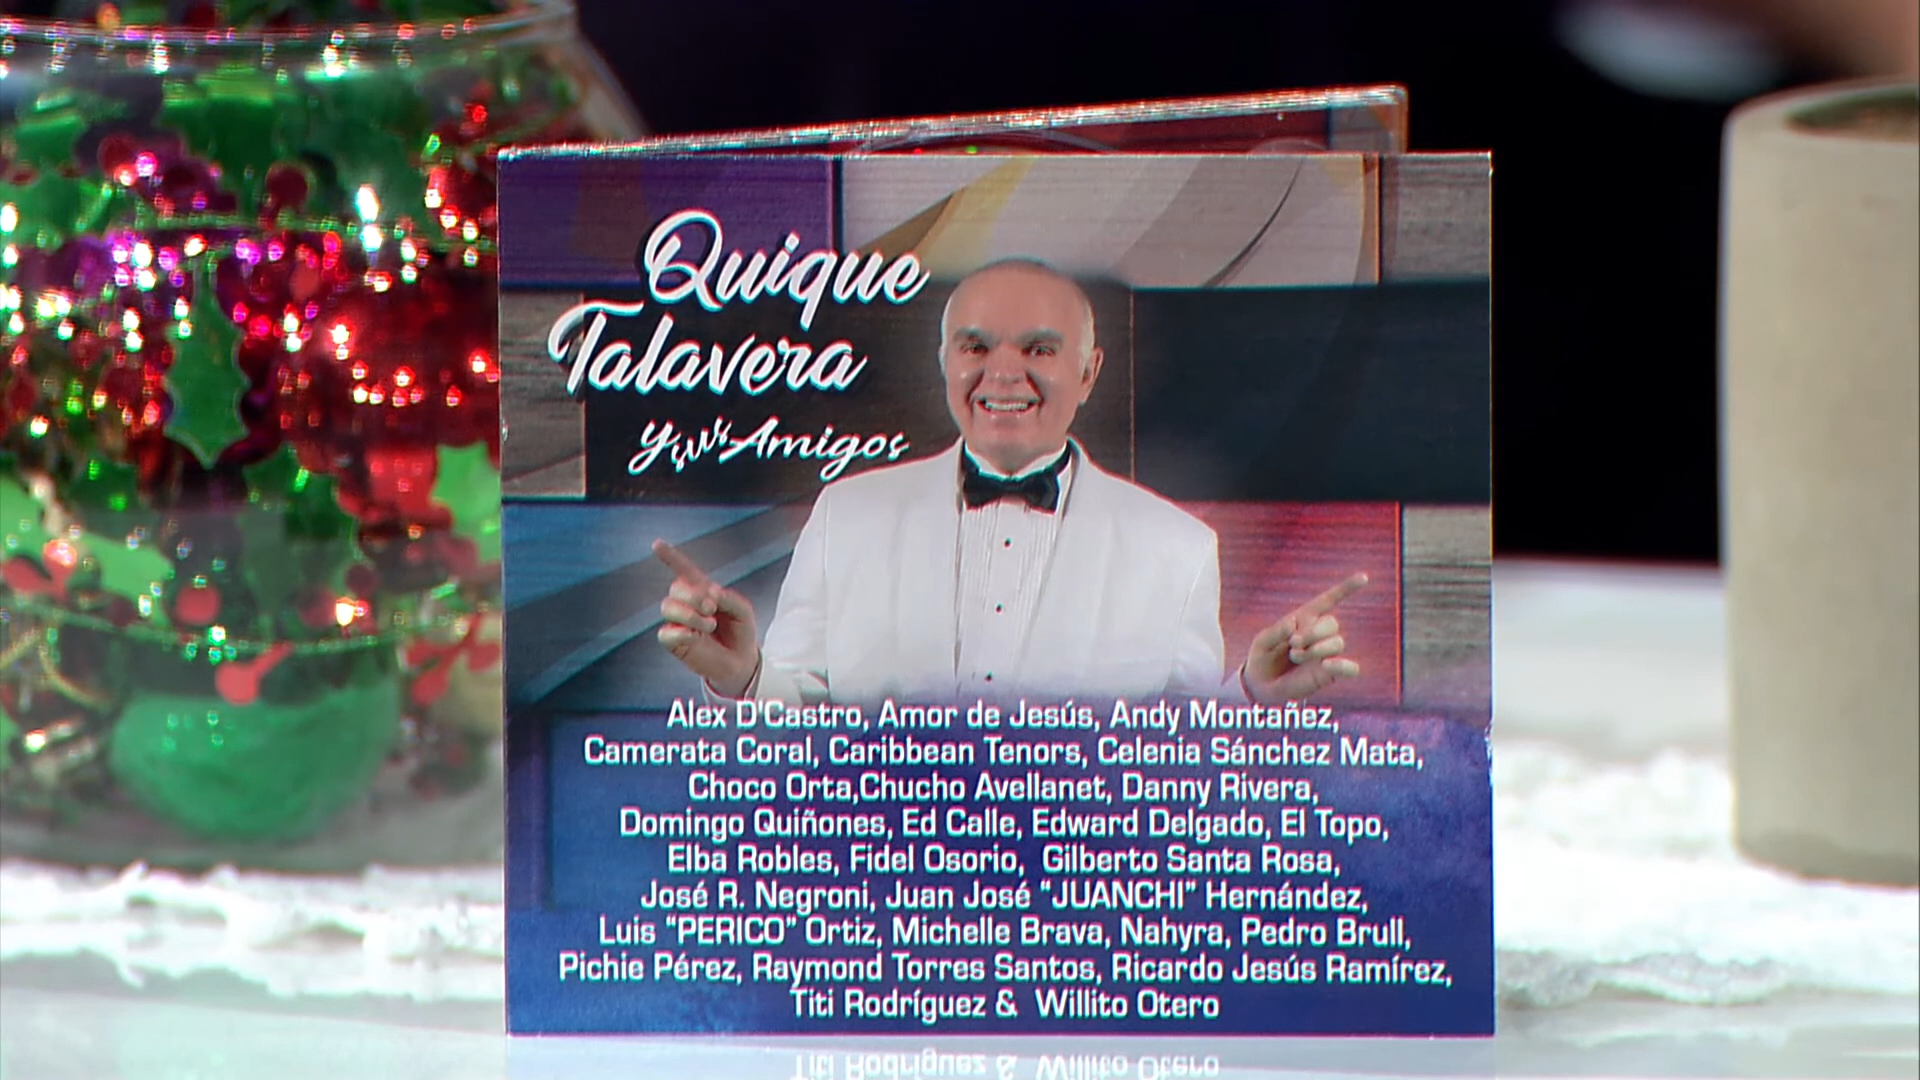 Quique
Talavera
y sus Amigos
Alex D'Castro, Amor de Jesús, Andy Montañez,
Camerata Coral, Caribbean Tenors, Celenia Sánchez Mata,
Choco Orta,Chucho Avellanet, Danny Rivera,
Domingo Quiñones, Ed Calle, Edward Delgado, El Topo,
Elba Robles, Fidel Osorio, Gilberto Santa Rosa,
José R. Negroni, Juan José “JUANCHI” Hernández,
Luis “PERICO” Ortiz, Michelle Brava, Nahyra, Pedro Brull,
Pichie Pérez, Raymond Torres Santos, Ricardo Jesús Ramírez,
Titi Rodríguez & Willito Otero